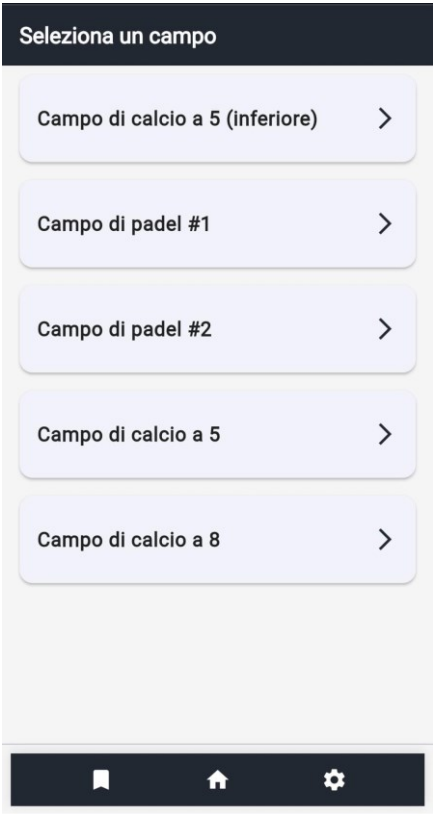 Seleziona un campo
Campo di calcio a 5 (inferiore)
Campo di padel #1
Campo di padel #2
Campo di calcio a 5
Campo di calcio a 8